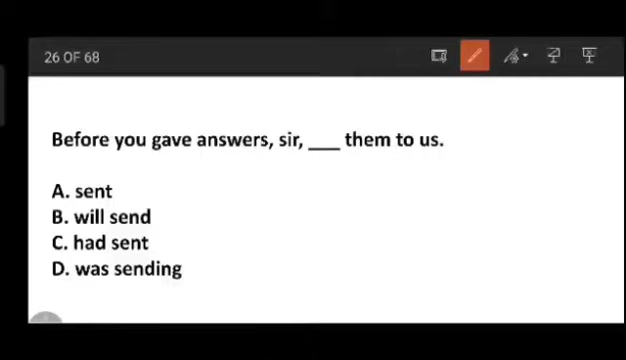 26 OF 68
Before you gave answers, sir, ___ them to us.
A. sent
B. will send
C. had sent
D. was sending